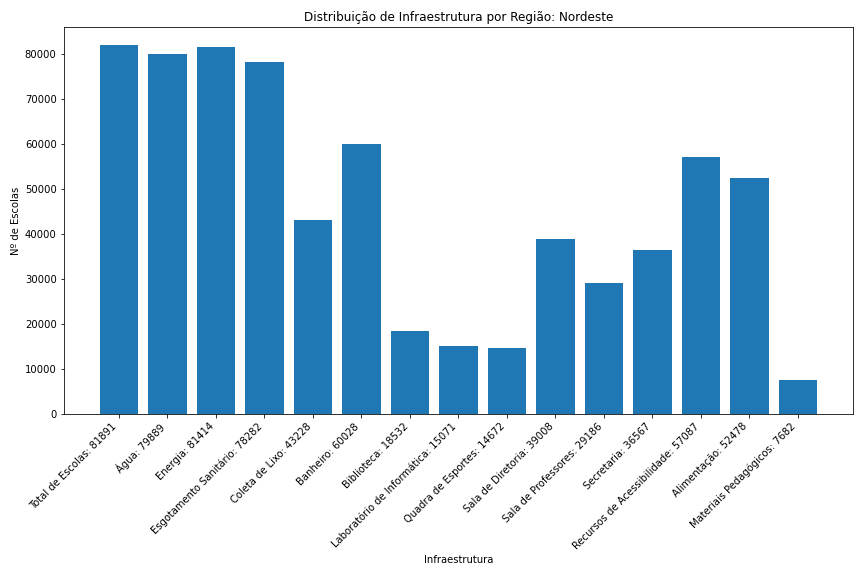 Distribuição de Infraestrutura por Região: Nordeste
Nº de Escolas
80000
70000
60000
50000
40000
30000
20000
10000
0
Total de Escolas: 81891
Água: 79889
Energia: 81414
Esgotamento Sanitário: 78282
Coleta de Lixo: 43228
Banheiro: 60028
Biblioteca: 18532
Laboratório de Informática: 15071
Quadra de Esportes: 14672
Sala de Diretoria: 39008
Sala de Professores: 29186
Secretaria: 36567
Recursos de Acessibilidade: 57087
Alimentação: 52478
Materiais Pedagógicos: 7682
Infraestrutura